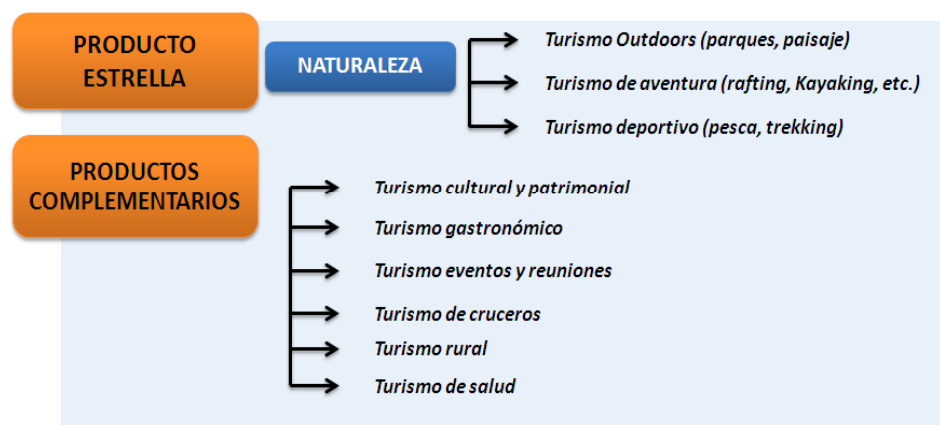 PRODUCTO
ESTRELLA
NATURALEZA
Turismo Outdoors (parques, paisaje)
Turismo de aventura (rafting, Kayaking, etc.)
Turismo deportivo (pesca, trekking)
PRODUCTOS
COMPLEMENTARIOS
Turismo cultural y patrimonial
Turismo gastronómico
Turismo eventos y reuniones
Turismo de cruceros
Turismo rural
Turismo de salud